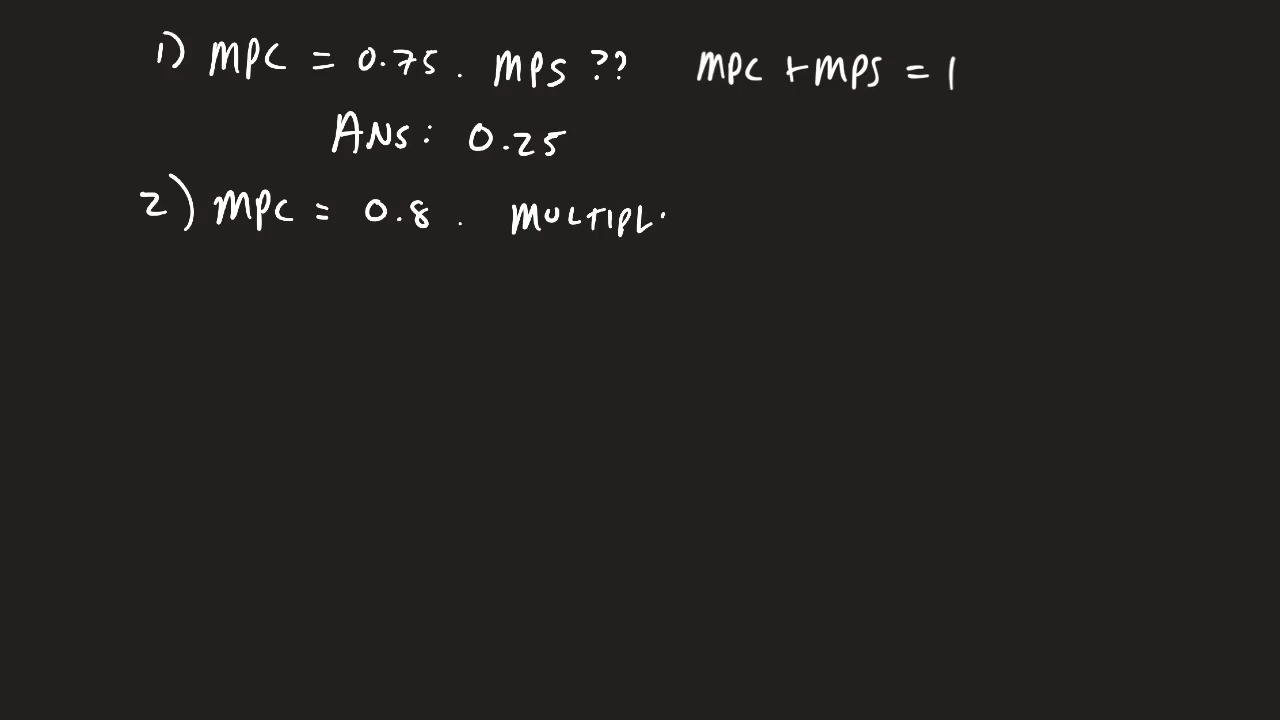 1) MPC = 0.75. MPS ?? MPC + MPS = 1
ANS: 0.25
2) MPC = 0.8. MULTIPL